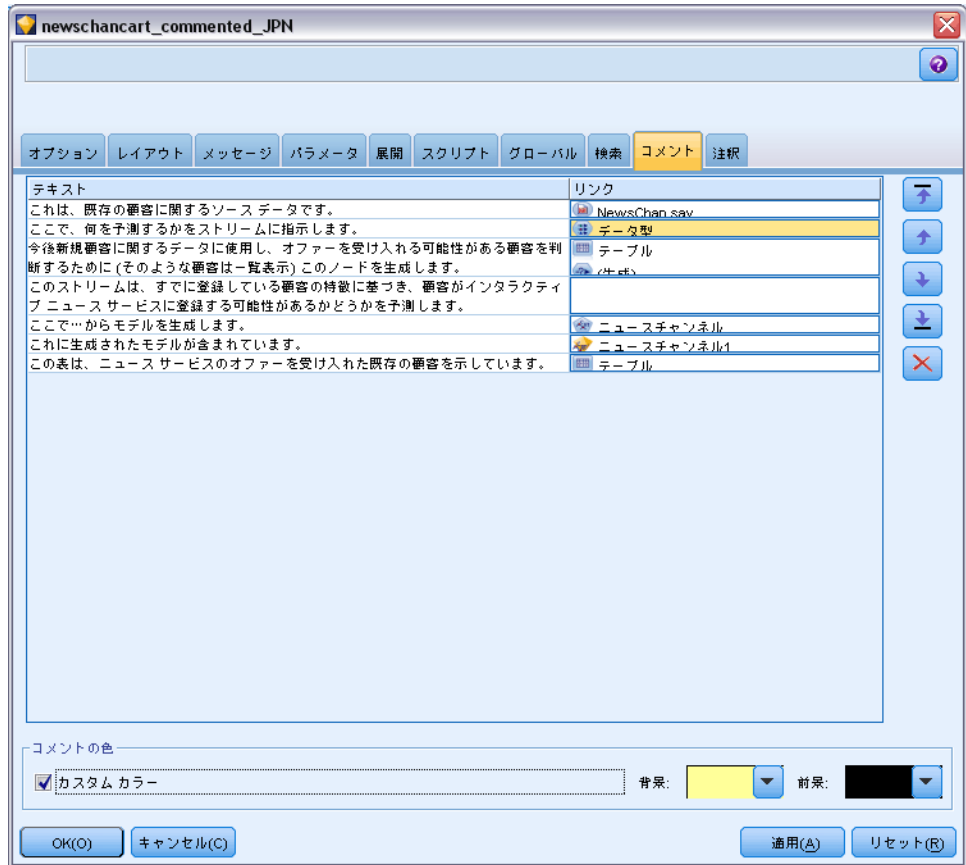 newschancart_commented_JPN
オプション レイアウト メッセージ パラメータ 展開 スクリプト グローバル 検索 コメント 注釈
テキスト リンク
これは、既存の顧客に関するソース データです。 NewsChan.sav
ここで、何を予測するかをストリームに指示します。 データ型
今後新規顧客に関するデータに使用し、オファーを受け入れる可能性がある顧客を判 テーブル
断するために (そのような顧客は一覧表示) このノードを生成します。 (生成)
このストリームは、すでに登録している顧客の特徴に基づき、顧客がインタラクティ
ブ ニュース サービスに登録する可能性があるかどうかを予測します。
ここで…からモデルを生成します。 ニュースチャンネル
これに生成されたモデルが含まれています。 ニュースチャンネル1
この表は、ニュース サービスのオファーを受け入れた既存の顧客を示しています。 テーブル
コメントの色
カスタム カラー 背景: 前景:
OK(O) キャンセル(C) 適用(A) リセット(R)